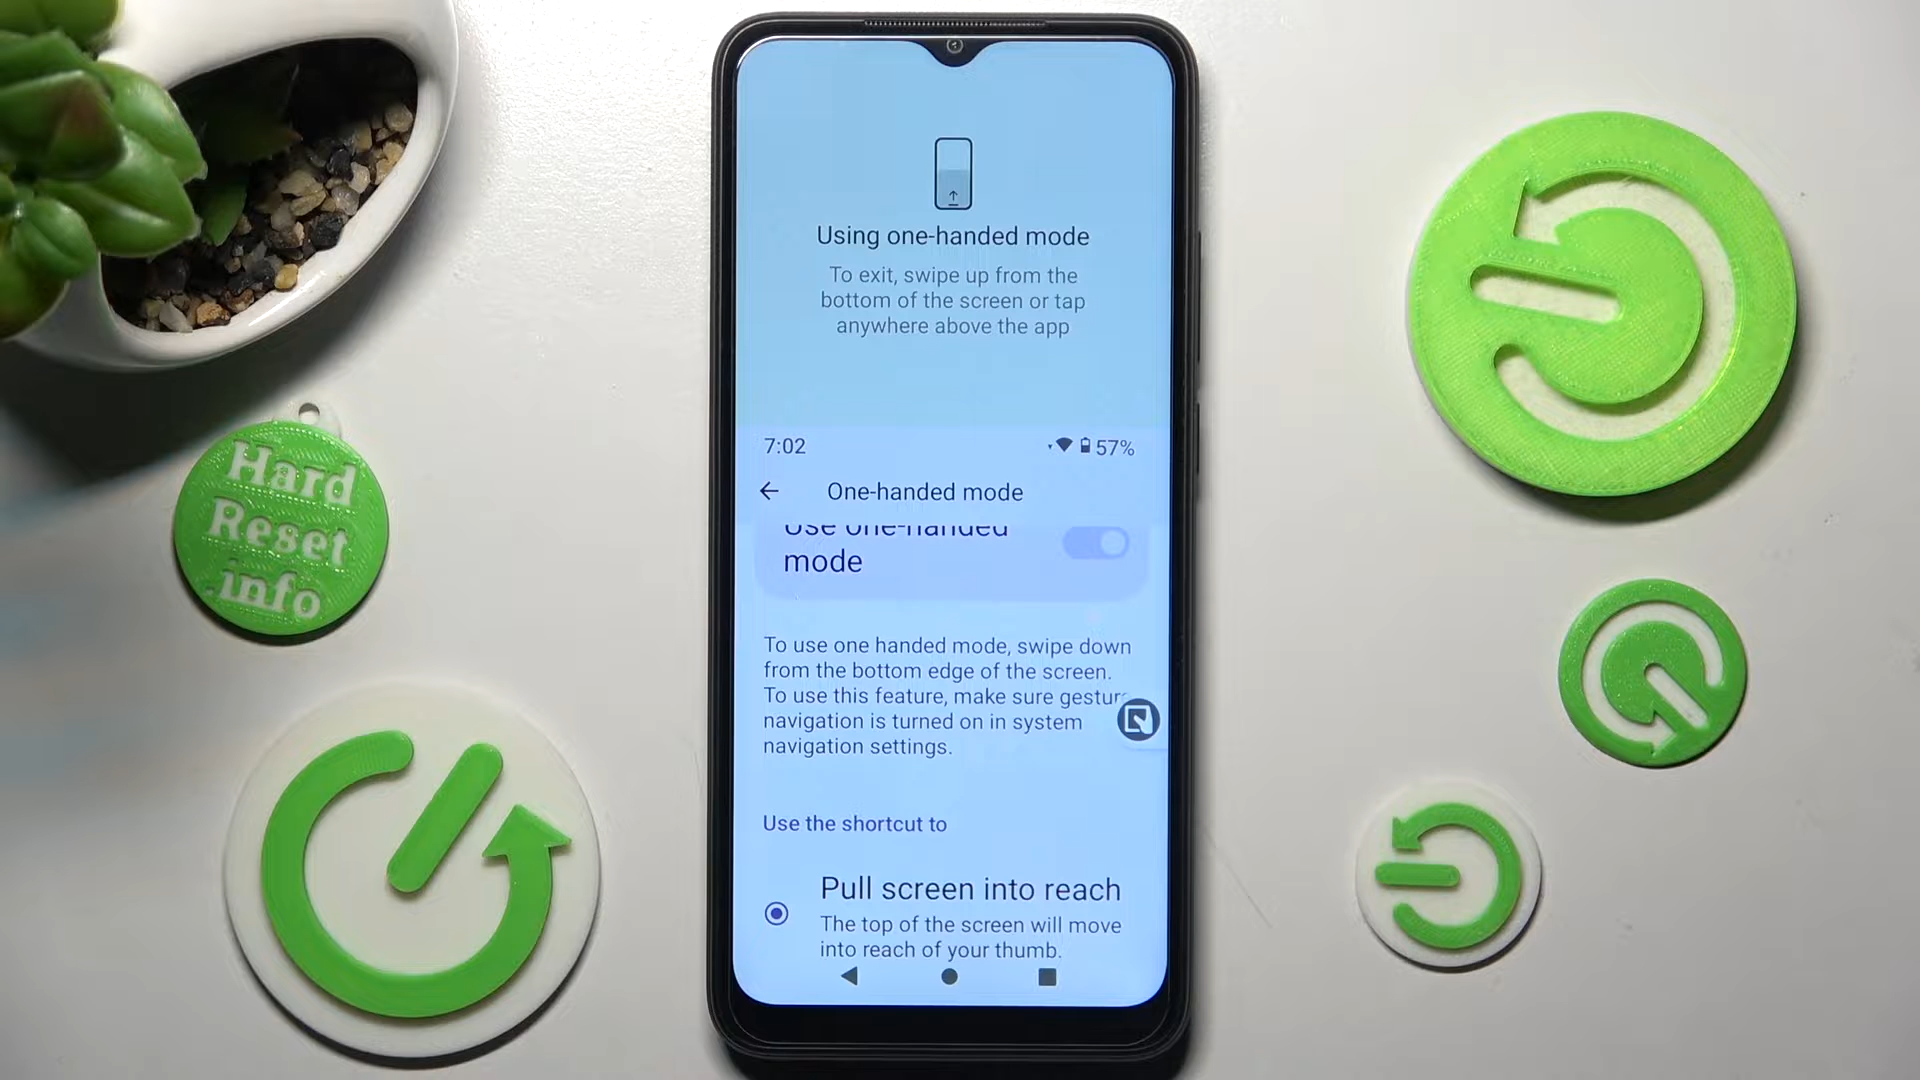 Using one-handed mode
To exit, swipe up from the
bottom of the screen or tap
anywhere above the app
7:02
57%
One-handed mode
Use one-handed
mode
To use one handed mode, swipe down
from the bottom edge of the screen.
To use this feature, make sure gestur
navigation is turned on in system
navigation settings.
Use the shortcut to
Pull screen into reach
The top of the screen will move
into reach of your thumb.
Hard
Reset
.info